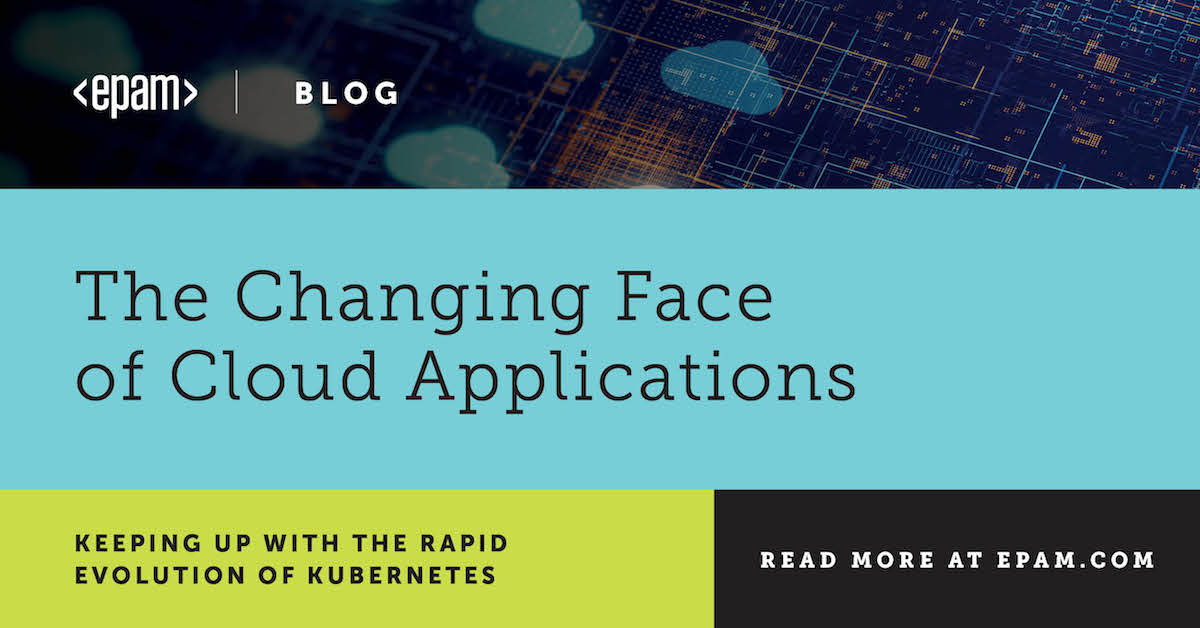 <epam> | BLOG
The Changing Face
of Cloud Applications
KEEPING UP WITH THE RAPID
EVOLUTION OF KUBERNETES
READ MORE AT EPAM.COM